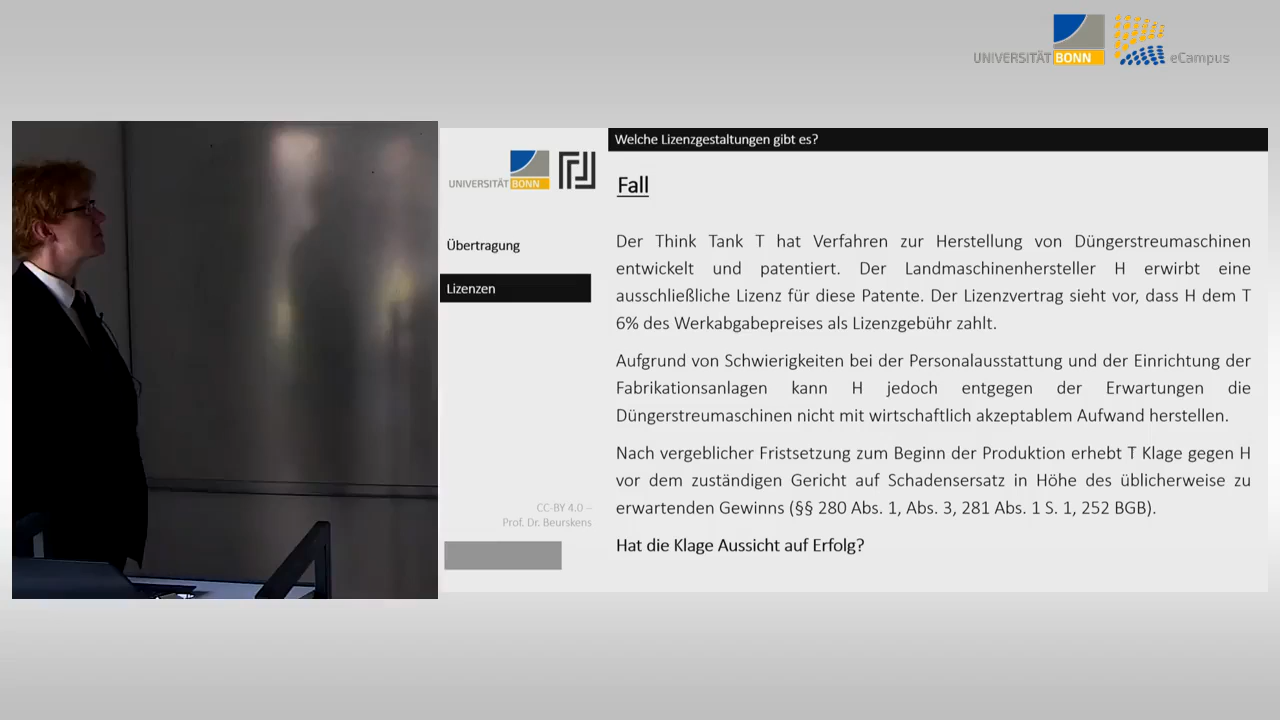 UNIVERSITÄT BONN
eCampus
Welche Lizenzgestaltungen gibt es?
UNIVERSITÄT BONN
Fall
Übertragung
Lizenzen
Der Think Tank T hat Verfahren zur Herstellung von Düngerstreumaschinen
entwickelt und patentiert. Der Landmaschinenhersteller H erwirbt eine
ausschließliche Lizenz für diese Patente. Der Lizenzvertrag sieht vor, dass H dem T
6% des Werkabgabepreises als Lizenzgebühr zahlt.
Aufgrund von Schwierigkeiten bei der Personalausstattung und der Einrichtung der
Fabrikationsanlagen kann H jedoch entgegen der Erwartungen die
Düngerstreumaschinen nicht mit wirtschaftlich akzeptablem Aufwand herstellen.
Nach vergeblicher Fristsetzung zum Beginn der Produktion erhebt T Klage gegen H
vor dem zuständigen Gericht auf Schadensersatz in Höhe des üblicherweise zu
erwartenden Gewinns (§§ 280 Abs. 1, Abs. 3, 281 Abs. 1 S. 1, 252 BGB).
Hat die Klage Aussicht auf Erfolg?
CC-BY 4.0 –
Prof. Dr. Beurskens